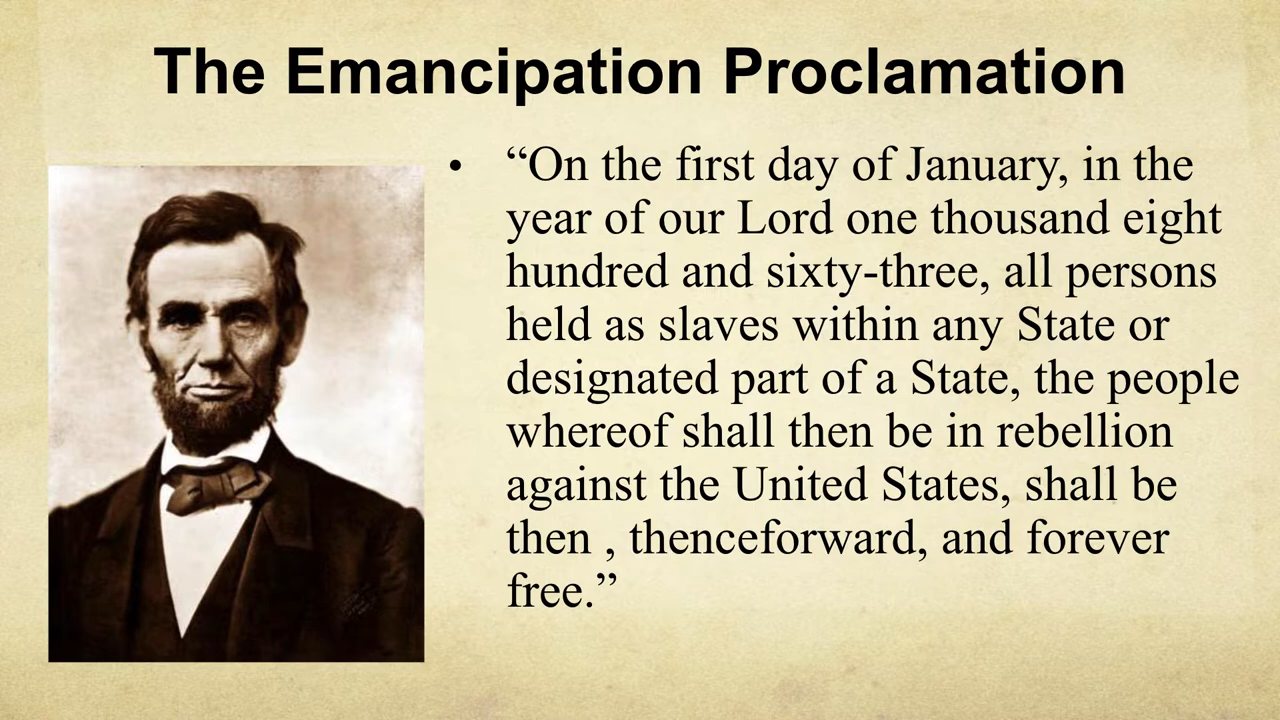 The Emancipation Proclamation
• “On the first day of January, in the
year of our Lord one thousand eight
hundred and sixty-three, all persons
held as slaves within any State or
designated part of a State, the people
whereof shall then be in rebellion
against the United States, shall be
then , thenceforward, and forever
free.”